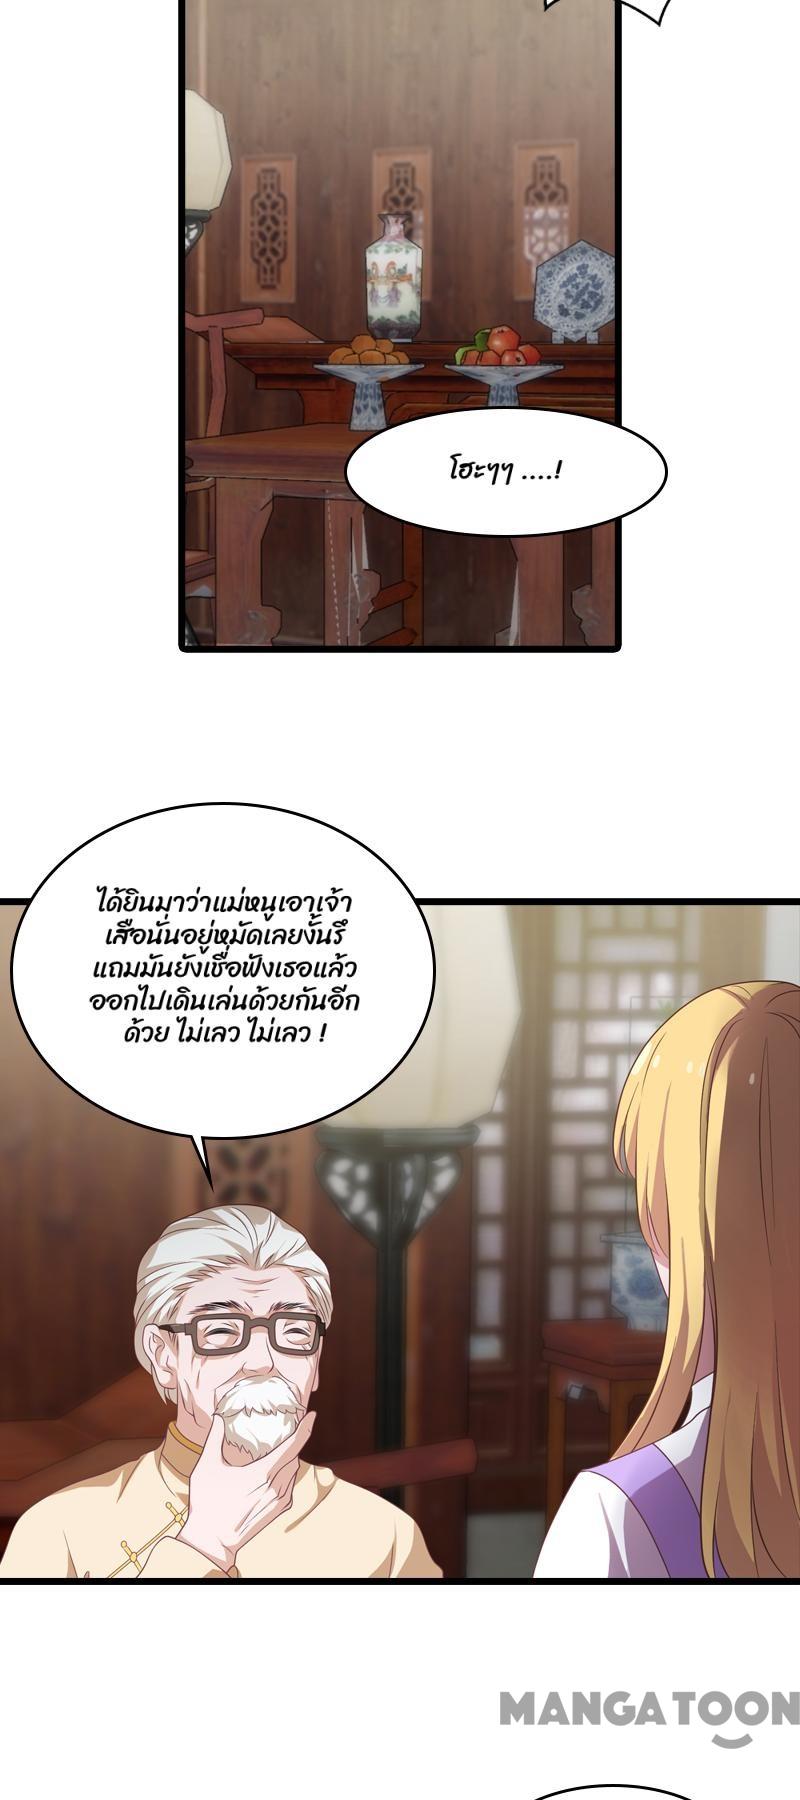 โฮะๆๆ ....!
ได้ยินมาว่าแม่หนูเอาเจ้า
เสือนั่นอยู่หมัดเลยงั้นรึ
แถมมันยังเชื่อฟังเธอแล้ว
ออกไปเดินเล่นด้วยกันอีก
ด้วย ไม่เลว ไม่เลว !
MANGATOON